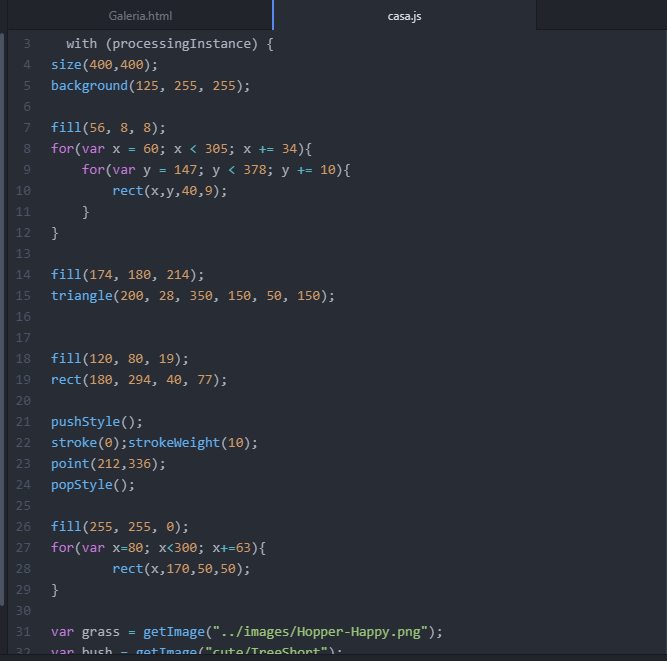 Galeria.html casa.js
3 with (processingInstance) {
4 size(400,400);
5 background(125, 255, 255);
6
7 fill(56, 8, 8);
8 for(var x = 60; x < 305; x += 34){
9 for(var y = 147; y < 378; y += 10){
10 rect(x,y,40,9);
11 }
12 }
13
14 fill(174, 180, 214);
15 triangle(200, 28, 350, 150, 50, 150);
16
17
18 fill(120, 80, 19);
19 rect(180, 294, 40, 77);
20
21 pushStyle();
22 stroke(0);strokeWeight(10);
23 point(212,336);
24 popStyle();
25
26 fill(255, 255, 0);
27 for(var x=80; x<300; x+=63){
28 rect(x,170,50,50);
29 }
30
31 var grass = getImage("../images/Hopper-Happy.png");
32 var bush = getImage("cute/TreeShort");